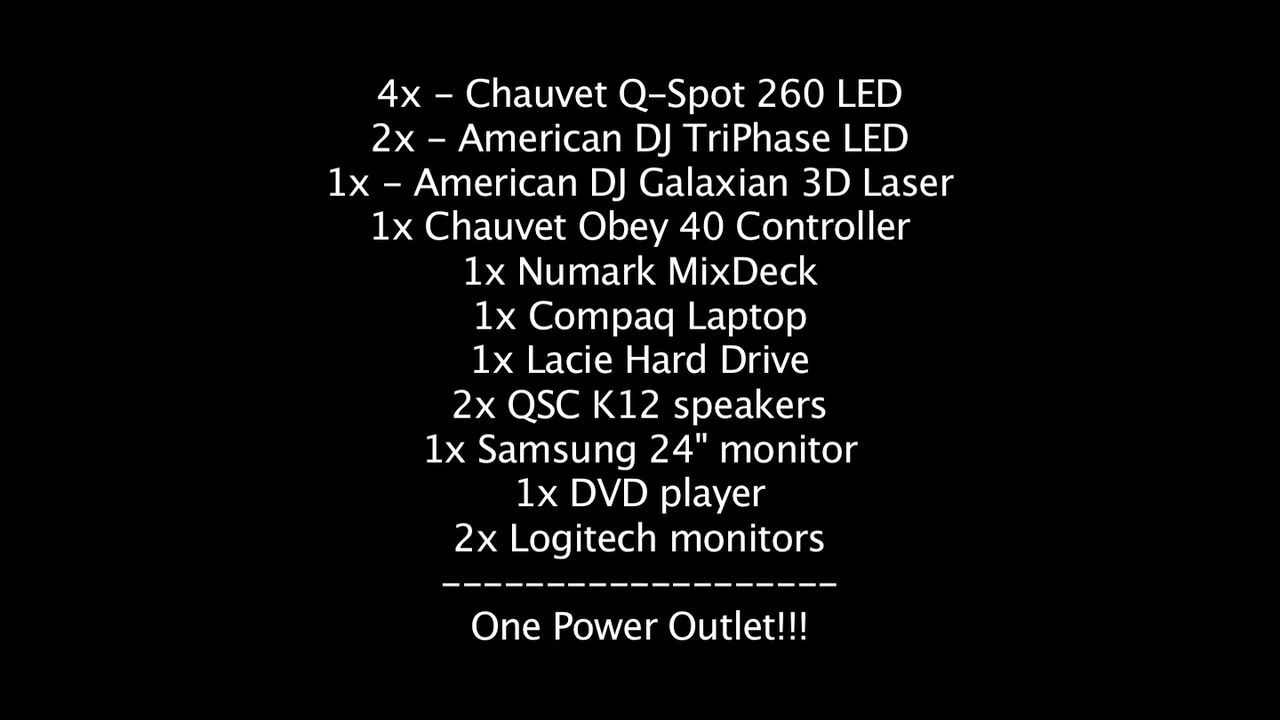 4x - Chauvet Q-Spot 260 LED
2x - American DJ TriPhase LED
1x - American DJ Galaxian 3D Laser
1x Chauvet Obey 40 Controller
1x Numark MixDeck
1x Compaq Laptop
1x Lacie Hard Drive
2x QSC K12 speakers
1x Samsung 24" monitor
1x DVD player
2x Logitech monitors
-------------------
One Power Outlet!!!